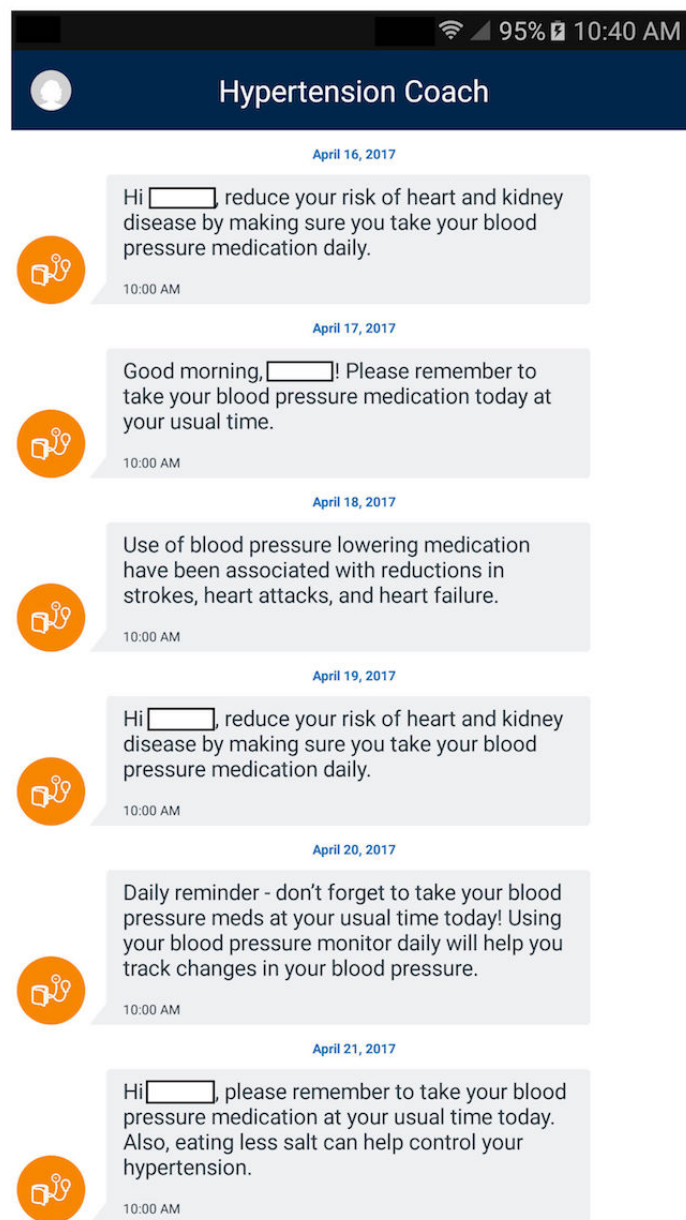 95% 10:40 AM
Hypertension Coach
April 16, 2017
Hi , reduce your risk of heart and kidney
disease by making sure you take your blood
pressure medication daily.
10:00 AM
April 17, 2017
Good morning, ! Please remember to
take your blood pressure medication today at
your usual time.
10:00 AM
April 18, 2017
Use of blood pressure lowering medication
have been associated with reductions in
strokes, heart attacks, and heart failure.
10:00 AM
April 19, 2017
Hi , reduce your risk of heart and kidney
disease by making sure you take your blood
pressure medication daily.
10:00 AM
April 20, 2017
Daily reminder - don’t forget to take your blood
pressure meds at your usual time today! Using
your blood pressure monitor daily will help you
track changes in your blood pressure.
10:00 AM
April 21, 2017
Hi , please remember to take your blood
pressure medication at your usual time today.
Also, eating less salt can help control your
hypertension.
10:00 AM